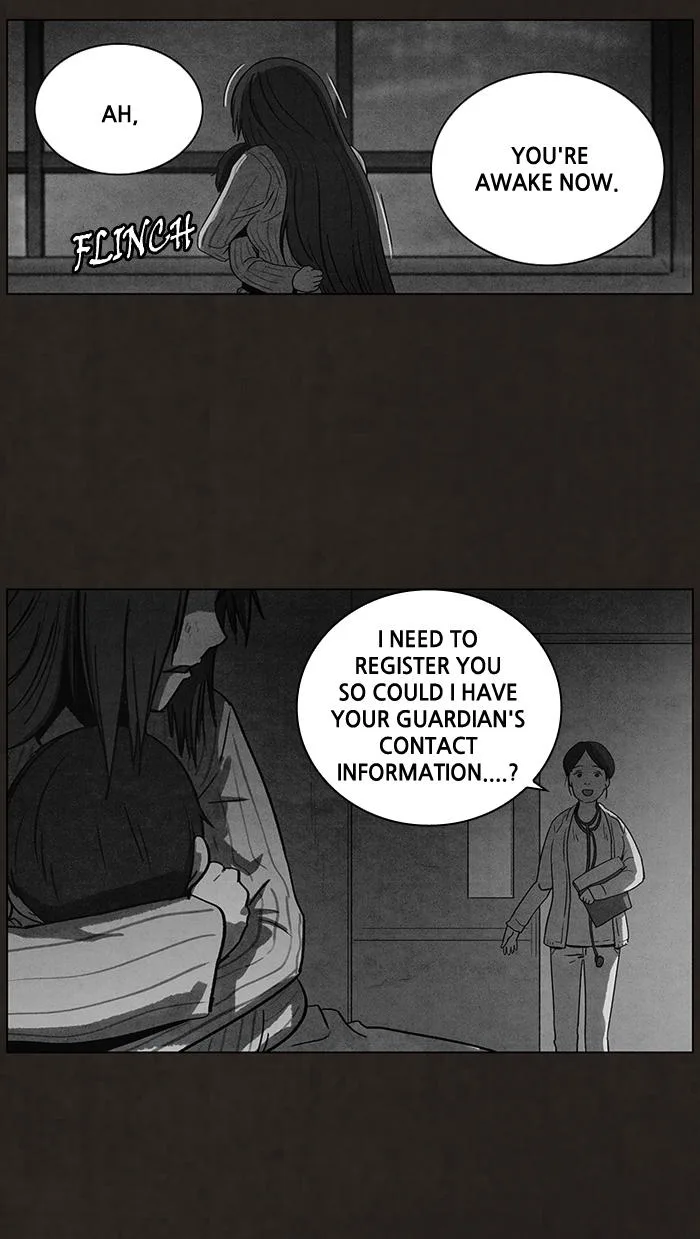 AH,
YOU'RE
AWAKE NOW.
FLINCH
I NEED TO
REGISTER YOU
SO COULD I HAVE
YOUR GUARDIAN'S
CONTACT
INFORMATION....?